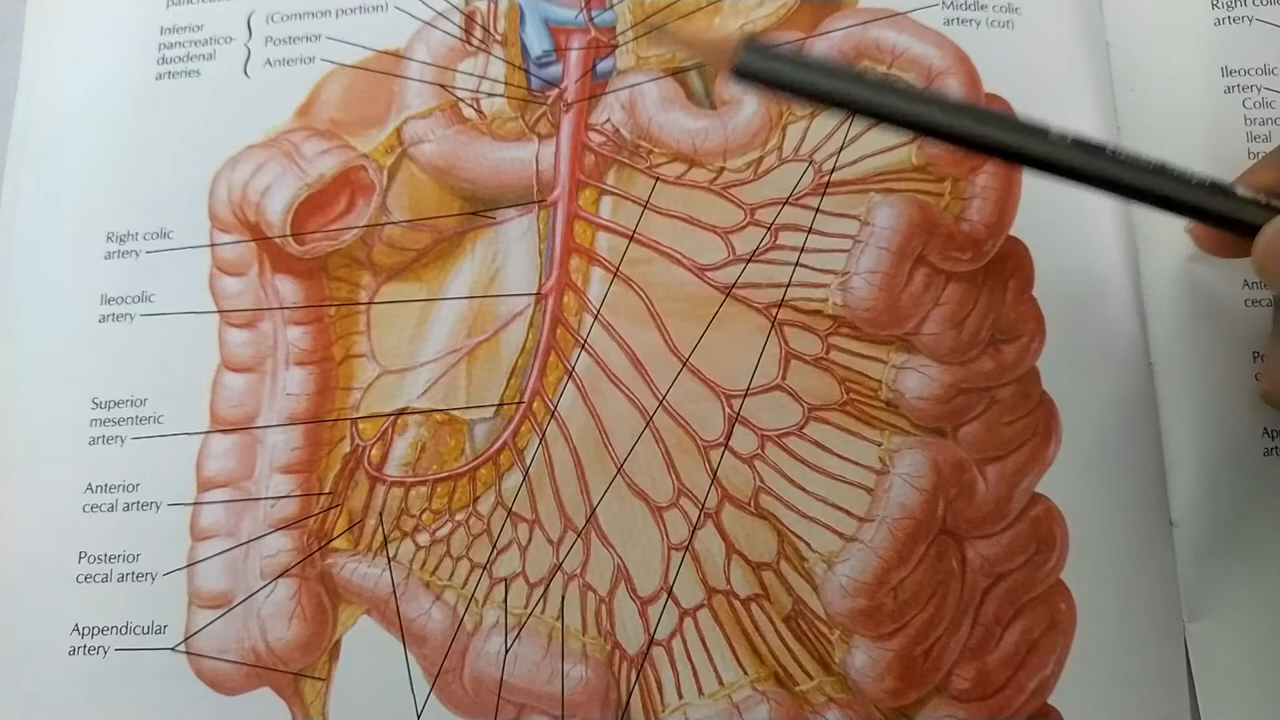 (Common portion)
Inferior
pancreatico-
duodenal
arteries
Posterior
Anterior
Middle colic
artery (cut)
Right colic
artery
Ileocolic
artery
Superior
mesenteric
artery
Anterior
cecal artery
Posterior
cecal artery
Appendicular
artery
Right
artery
Ileocolic
artery
Colic
Ileal